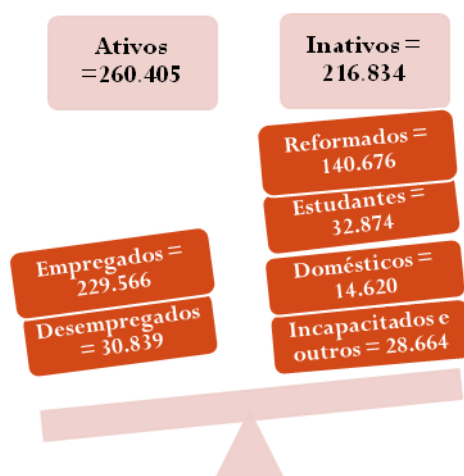 Ativos
=260.405
Inativos =
216.834
Reformados =
140.676
Estudantes =
32.874
Domésticos =
14.620
Incapacitados e
outros = 28.664
Empregados =
229.566
Desempregados
= 30.839